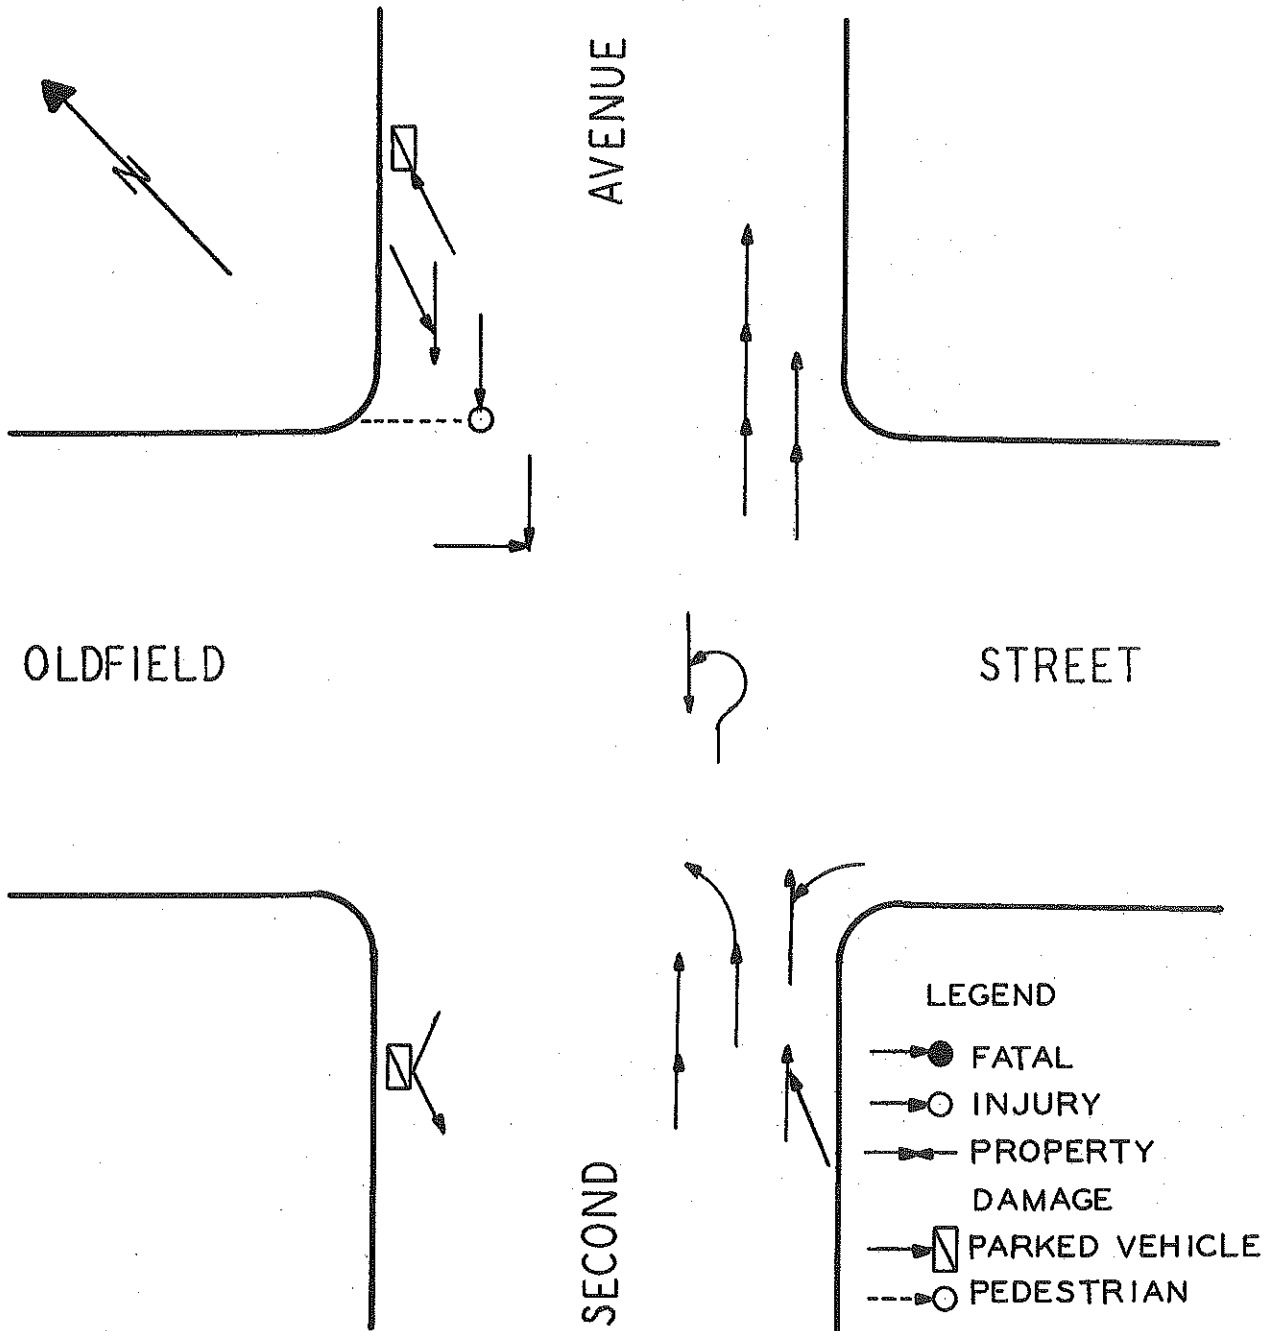 AVENUE
N
OLDFIELD
STREET
SECOND
LEGEND
FATAL
INJURY
PROPERTY
DAMAGE
PARKED VEHICLE
PEDESTRIAN